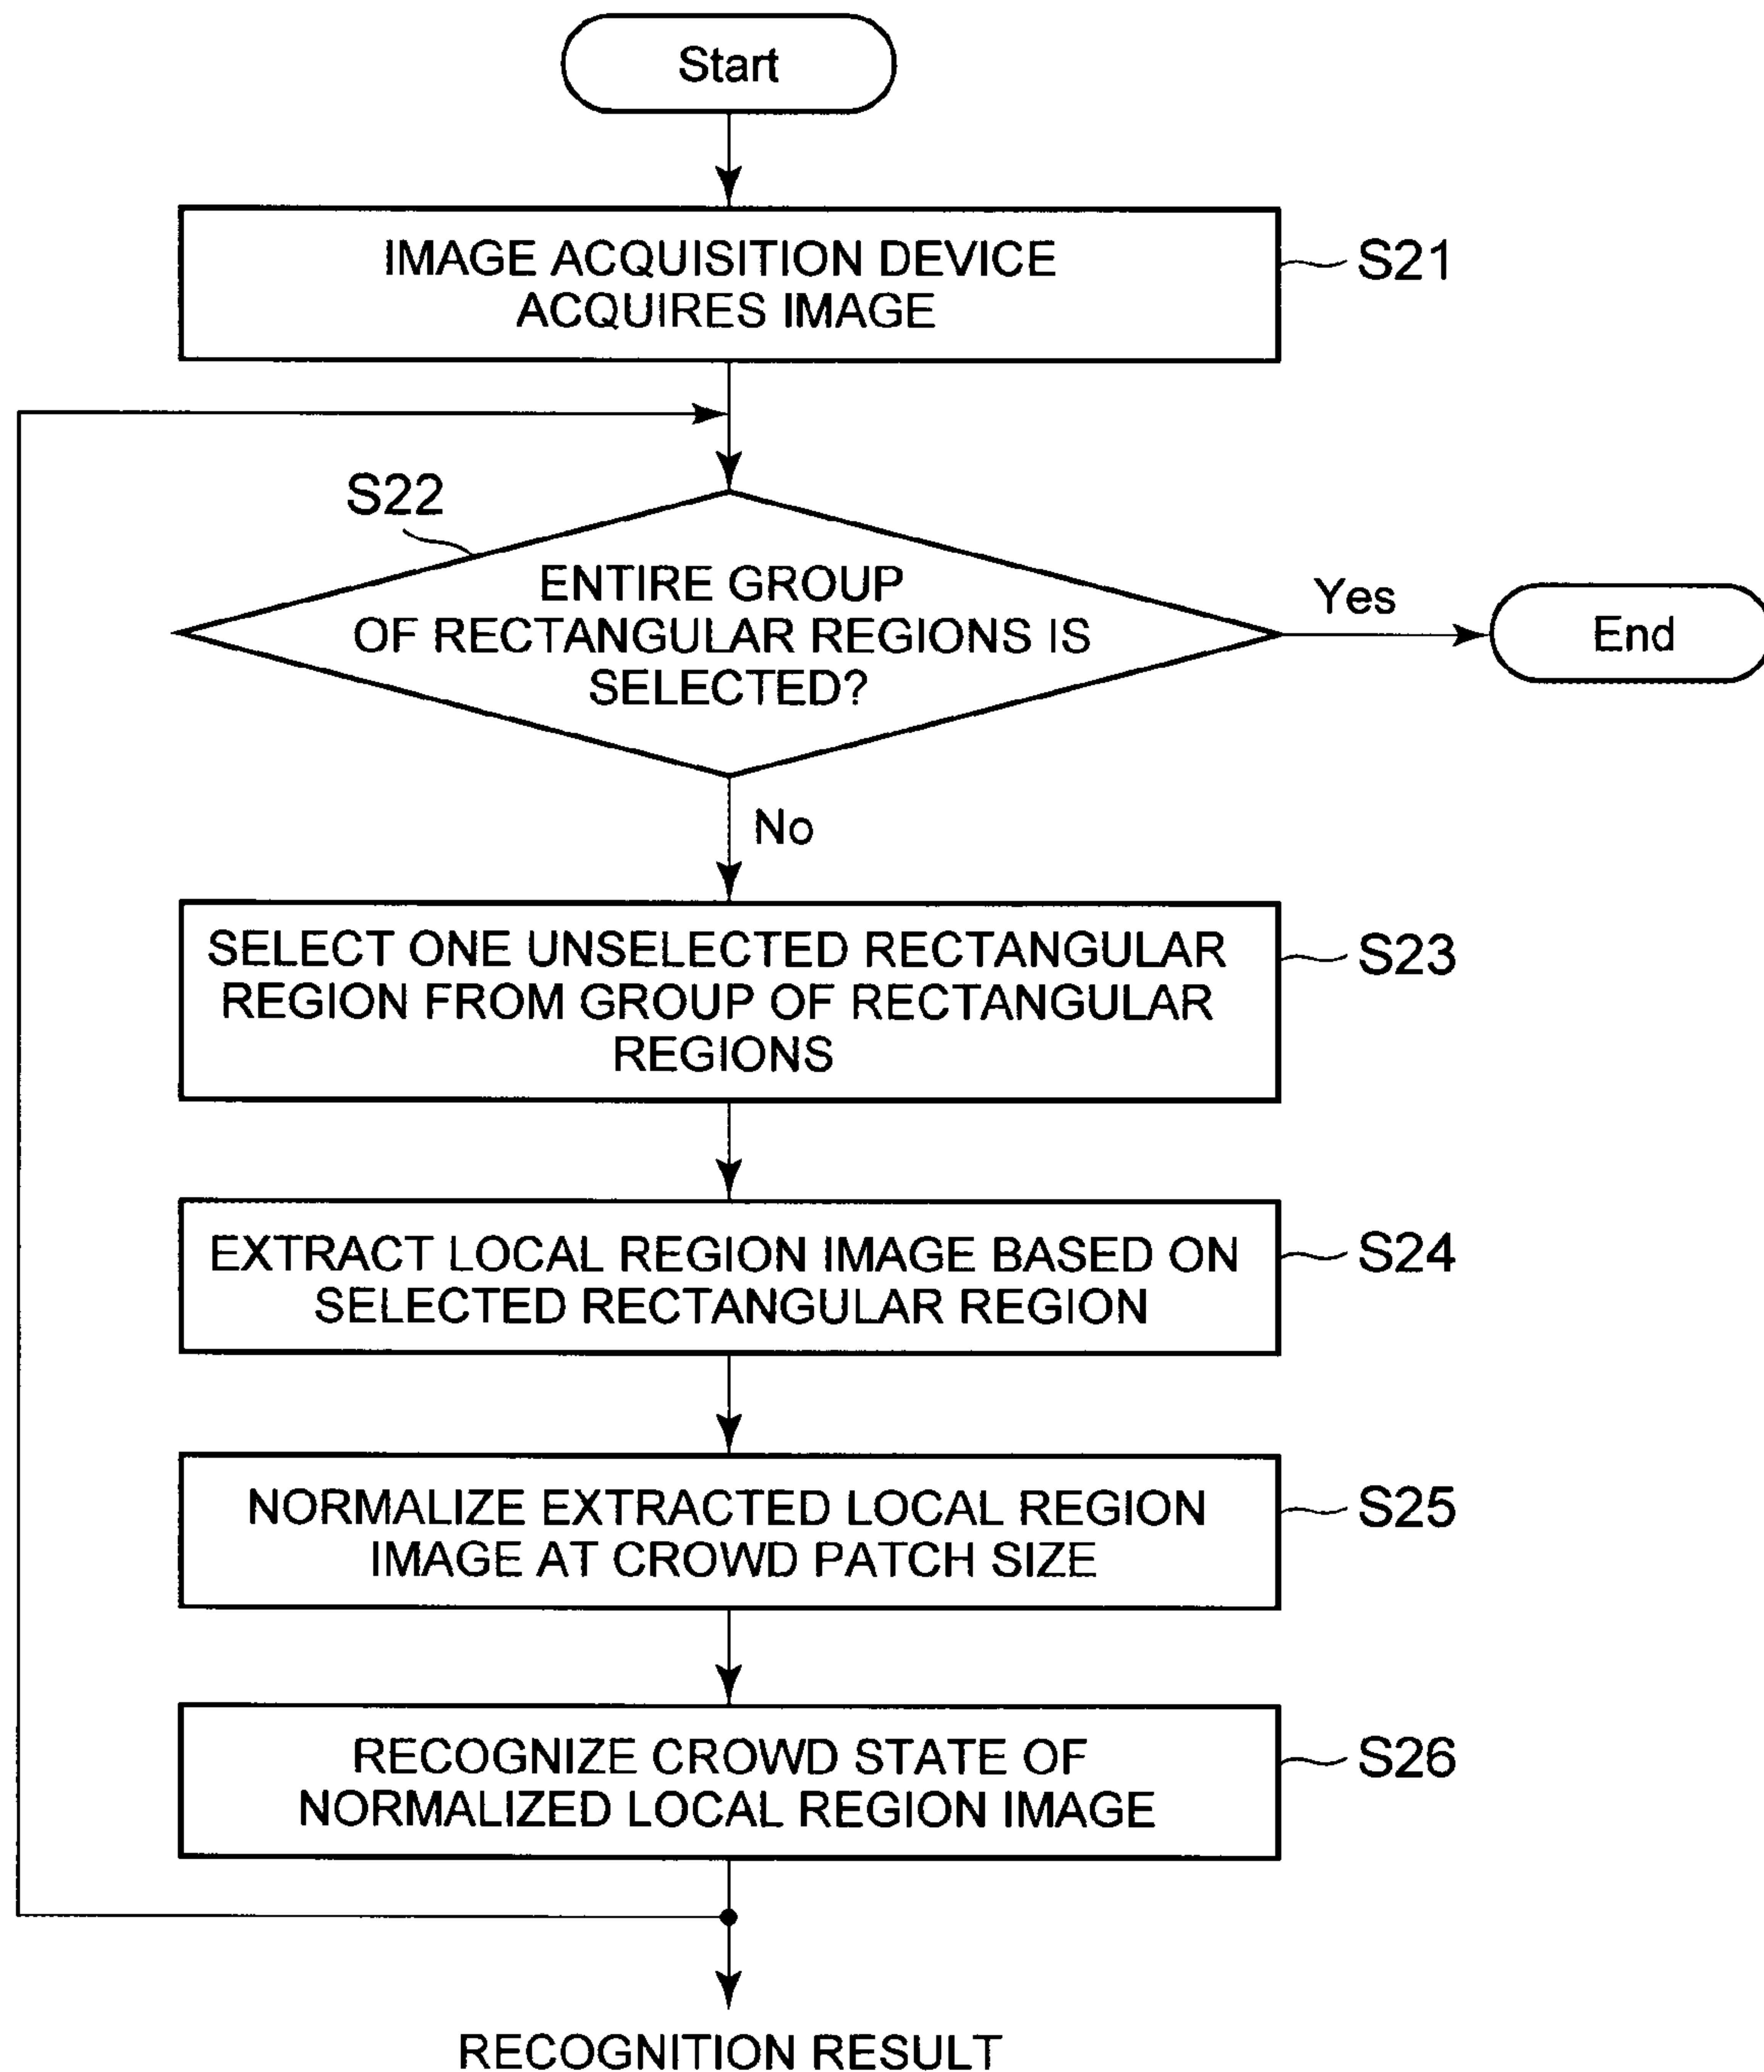 Start
IMAGE ACQUISITION DEVICE
ACQUIRES IMAGE
S21
S22
ENTIRE GROUP
OF RECTANGULAR REGIONS IS
SELECTED?
Yes
End
No
SELECT ONE UNSELECTED RECTANGULAR
REGION FROM GROUP OF RECTANGULAR
REGIONS
S23
EXTRACT LOCAL REGION IMAGE BASED ON
SELECTED RECTANGULAR REGION
S24
NORMALIZE EXTRACTED LOCAL REGION
IMAGE AT CROWD PATCH SIZE
S25
RECOGNIZE CROWD STATE OF
NORMALIZED LOCAL REGION IMAGE
S26
RECOGNITION RESULT